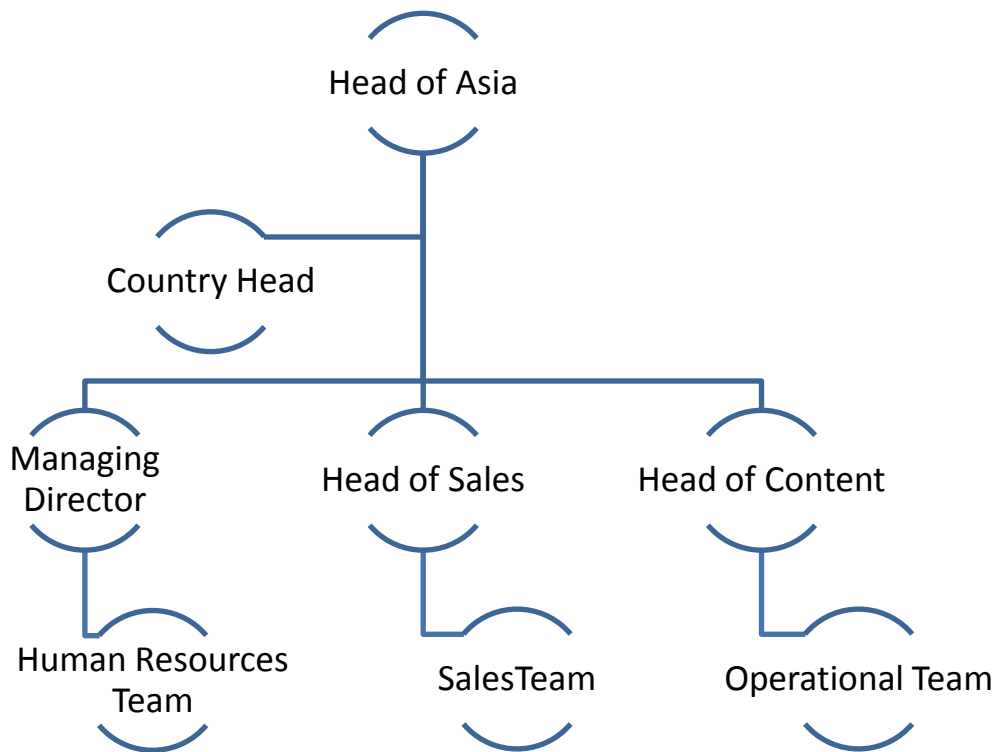 Head of Asia
Country Head
Managing
Director
Head of Sales
Head of Content
Human Resources
Team
SalesTeam
Operational Team